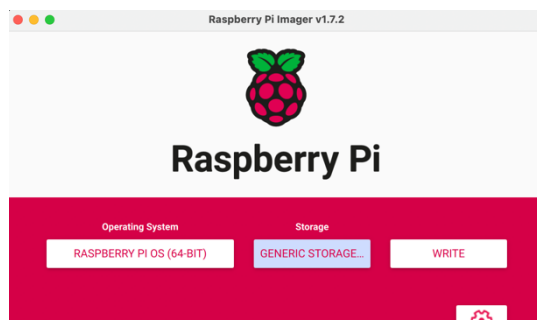 Raspberry Pi Imager v1.7.2
Raspberry Pi
Operating System
Storage
RASPBERRY PI OS (64-BIT)
GENERIC STORAGE...
WRITE